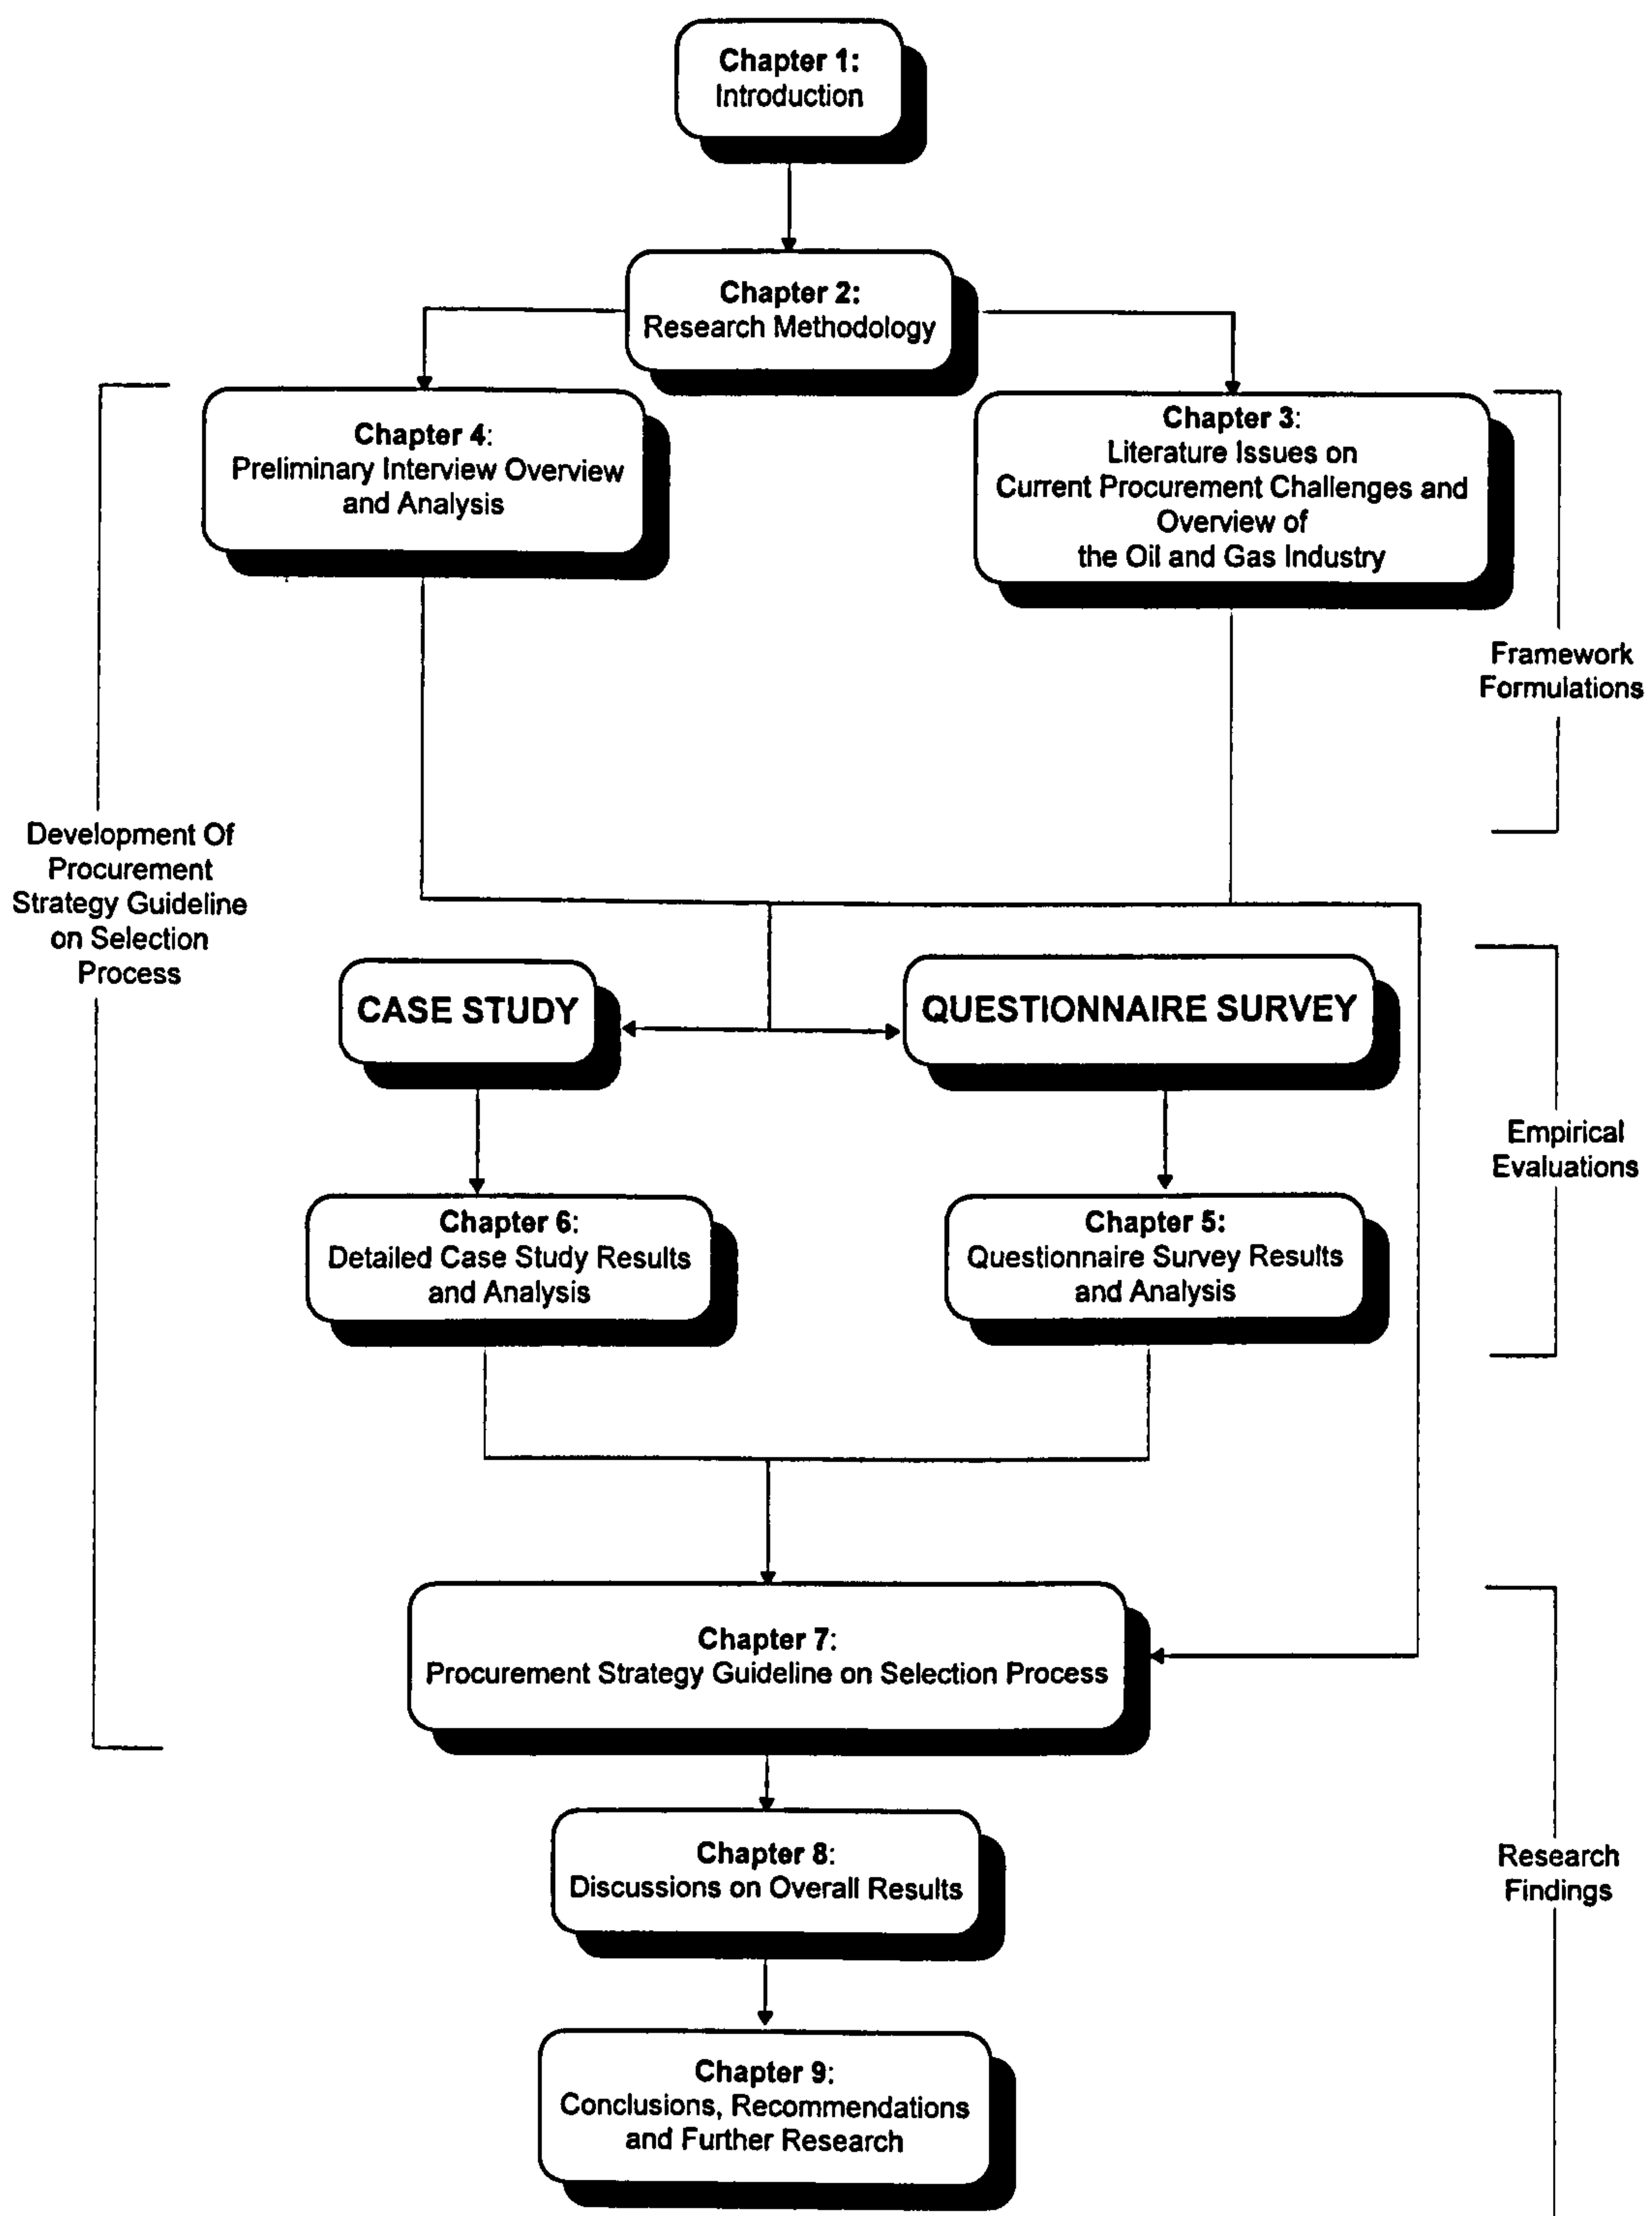 Chapter 1:
Introduction
Chapter 2:
Research Methodology
Chapter 4:
Preliminary Interview Overview
and Analysis
Chapter 3:
Literature Issues on
Current Procurement Challenges and
Overview of
the Oil and Gas Industry
Framework
Formulations
Development Of
Procurement
Strategy Guideline
on Selection
Process
CASE STUDY
QUESTIONNAIRE SURVEY
Empirical
Evaluations
Chapter 6:
Detailed Case Study Results
and Analysis
Chapter 5:
Questionnaire Survey Results
and Analysis
Chapter 7:
Procurement Strategy Guideline on Selection Process
Chapter 8:
Discussions on Overall Results
Research
Findings
Chapter 9:
Conclusions, Recommendations
and Further Research